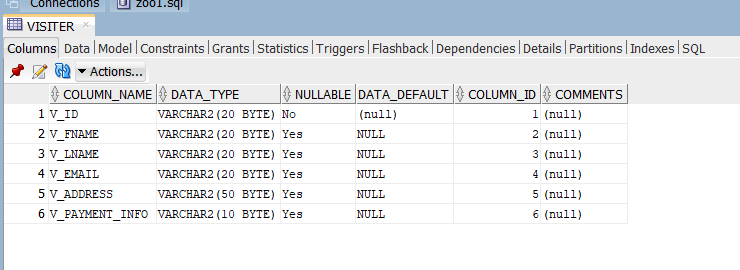 Connections zoo1.sql
VISITER
Columns Data Model Constraints Grants Statistics Triggers Flashback Dependencies Details Partitions Indexes SQL
Actions...
COLUMN_NAME DATA_TYPE NULLABLE DATA_DEFAULT COLUMN_ID COMMENTS
1 V_ID VARCHAR2(20 BYTE) No (null) 1 (null)
2 V_FNAME VARCHAR2(20 BYTE) Yes NULL 2 (null)
3 V_LNAME VARCHAR2(20 BYTE) Yes NULL 3 (null)
4 V_EMAIL VARCHAR2(20 BYTE) Yes NULL 4 (null)
5 V_ADDRESS VARCHAR2(50 BYTE) Yes NULL 5 (null)
6 V_PAYMENT_INFO VARCHAR2(10 BYTE) Yes NULL 6 (null)